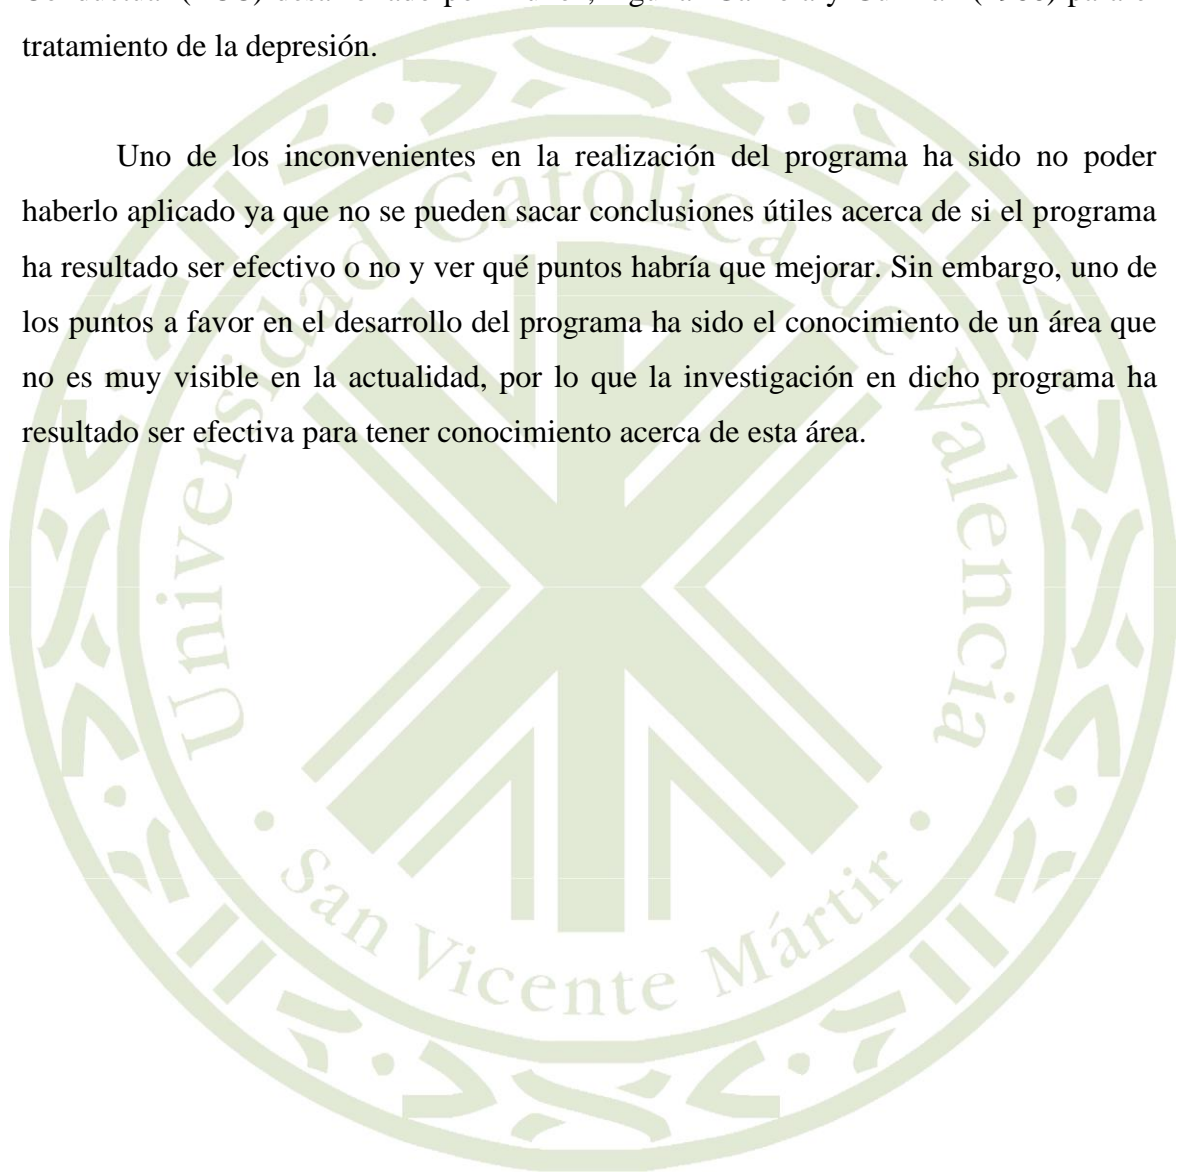 tratamiento de la depresión.
Uno de los inconvenientes en la realización del programa ha sido no poder
haberlo aplicado ya que no se pueden sacar conclusiones útiles acerca de si el programa
ha resultado ser efectivo o no y ver qué puntos habría que mejorar. Sin embargo, uno de
los puntos a favor en el desarrollo del programa ha sido el conocimiento de un área que
no es muy visible en la actualidad, por lo que la investigación en dicho programa ha
resultado ser efectiva para tener conocimiento acerca de esta área.
Universidad Católica de Valencia
San Vicente Mártir